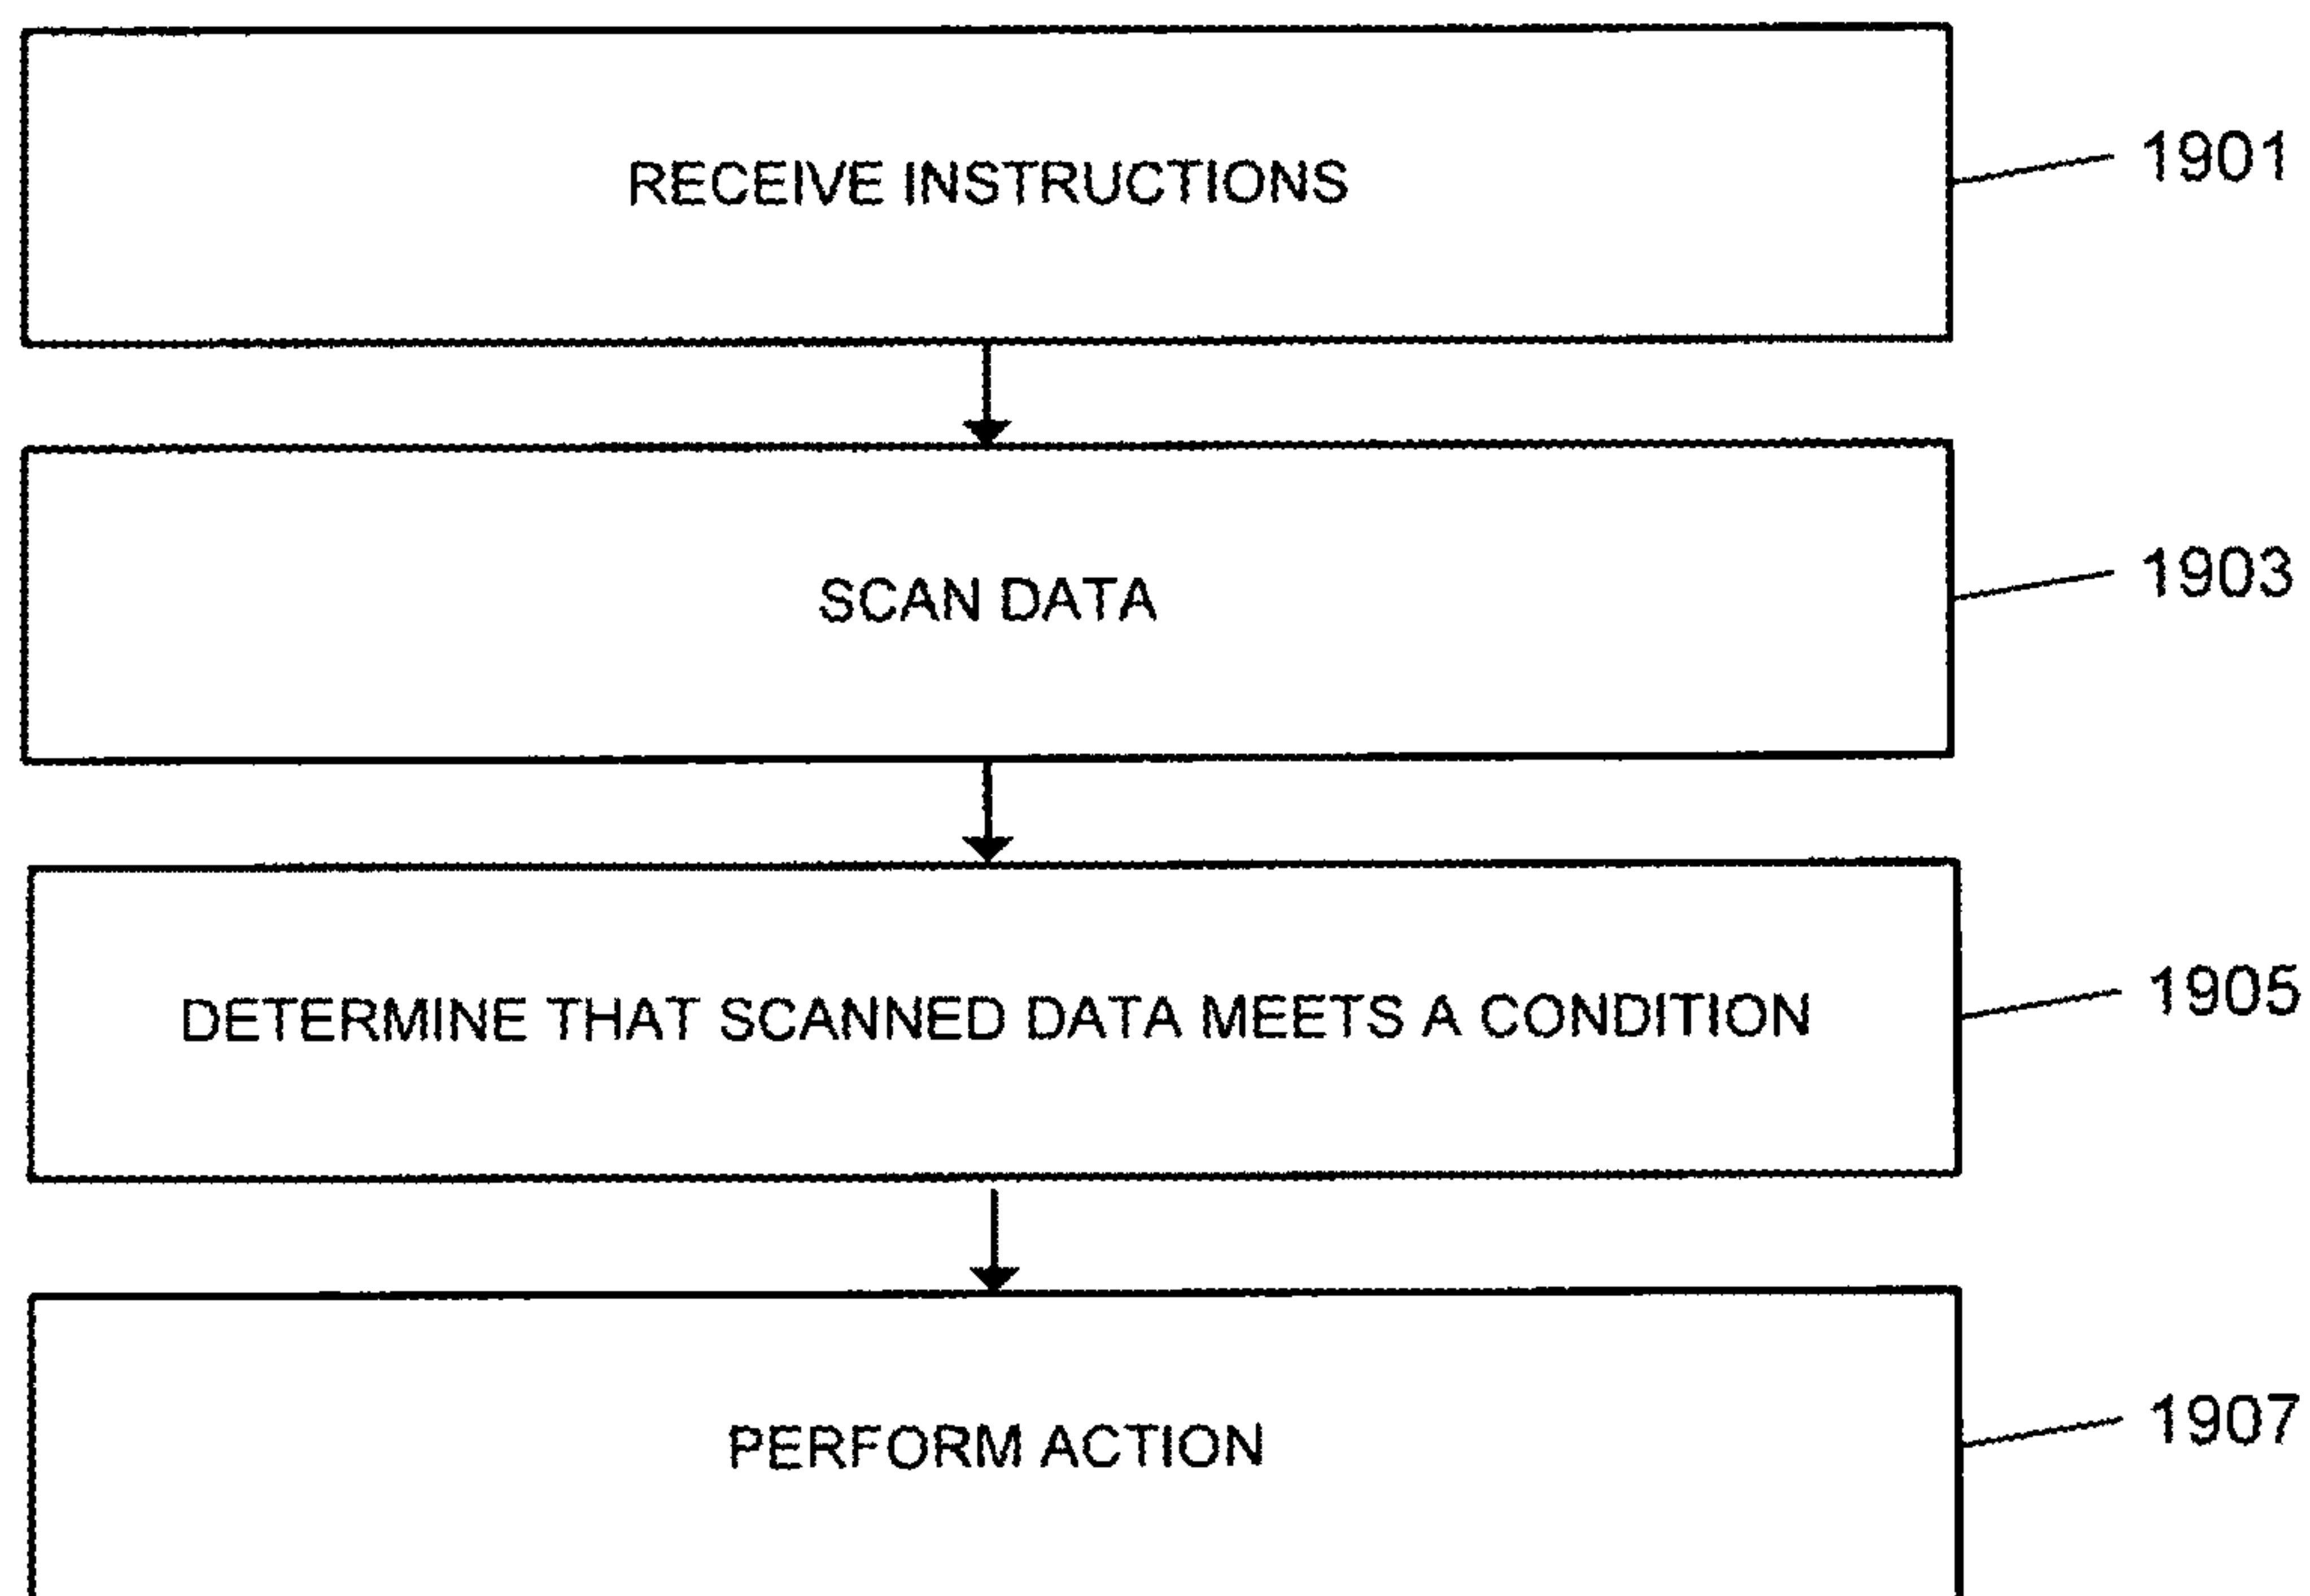 RECEIVE INSTRUCTIONS
1901
SCAN DATA
1903
DETERMINE THAT SCANNED DATA MEETS A CONDITION
1905
PERFORM ACTION
1907